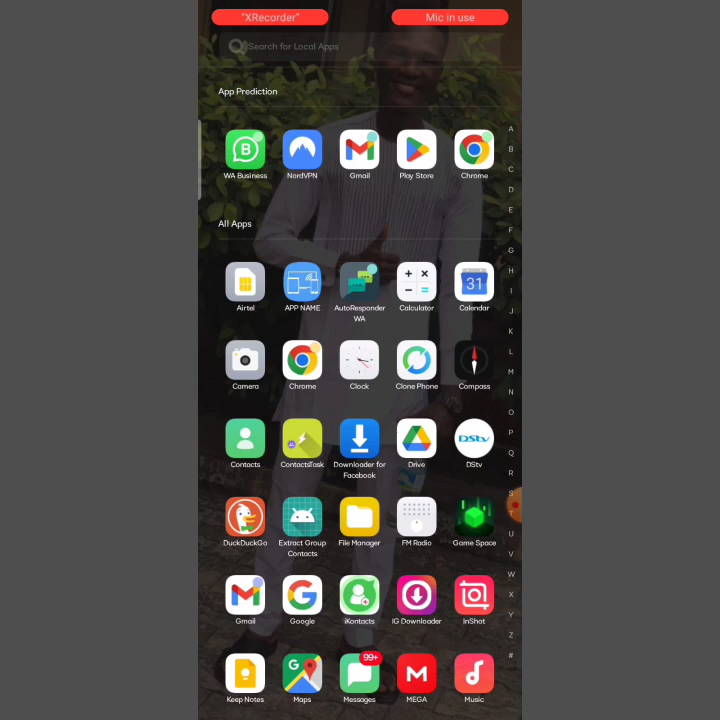 "XRecorder"
Mic in use
Search for Local Apps
App Prediction
WA Business
NordVPN
Gmail
Play Store
Chrome
All Apps
Airtel
APP NAME
AutoResponder
WA
Calculator
31
Calendar
Camera
Chrome
Clock
Clone Phone
Compass
Contacts
ContactsTask
Downloader for
Facebook
Drive
DStv
DStv
DuckDuckGo
Extract Group
Contacts
File Manager
FM Radio
Game Space
Gmail
Google
iKontacts
IG Downloader
InShot
Keep Notes
Maps
99+
Messages
MEGA
Music
A
B
C
D
E
F
G
H
I
J
K
L
M
N
O
P
Q
R
S
T
U
V
W
X
Y
Z
#